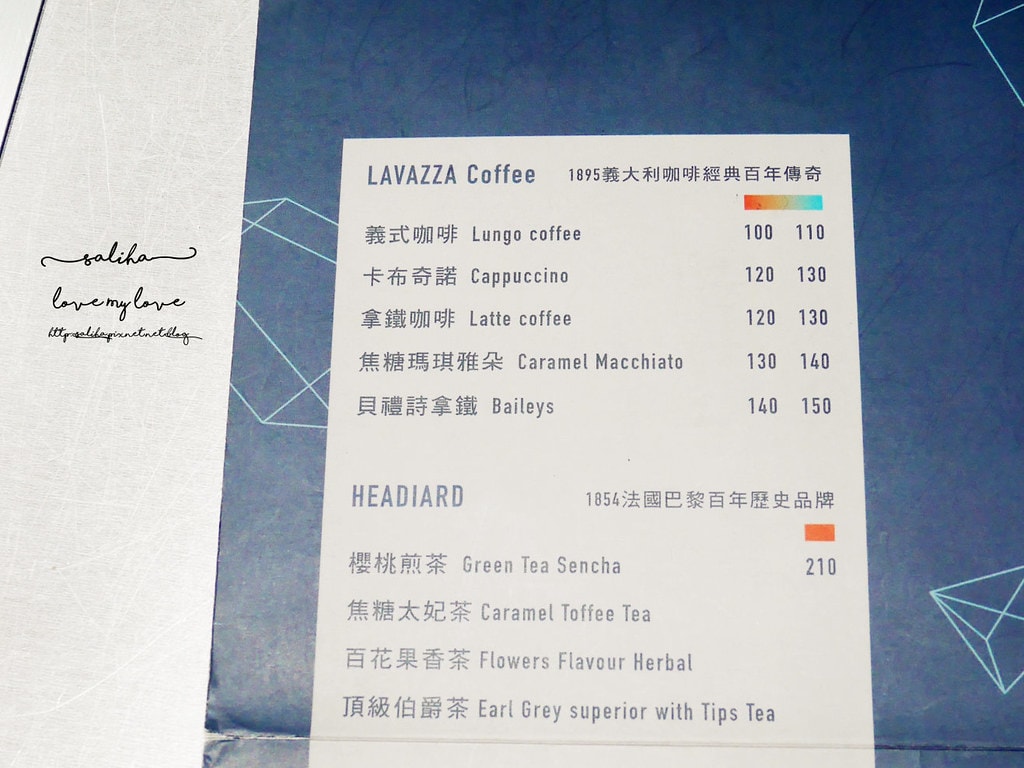 saliha
love my love
http:saliha.pixnet.net/blog
LAVAZZA Coffee 1895義大利咖啡經典百年傳奇
義式咖啡 Lungo coffee 100 110
卡布奇諾 Cappuccino 120 130
拿鐵咖啡 Latte coffee 120 130
焦糖瑪琪雅朵 Caramel Macchiato 130 140
貝禮詩拿鐵 Baileys 140 150
HEADIARD 1854法國巴黎百年歷史品牌
櫻桃煎茶 Green Tea Sencha 210
焦糖太妃茶 Caramel Toffee Tea
百花果香茶 Flowers Flavour Herbal
頂級伯爵茶 Earl Grey superior with Tips Tea